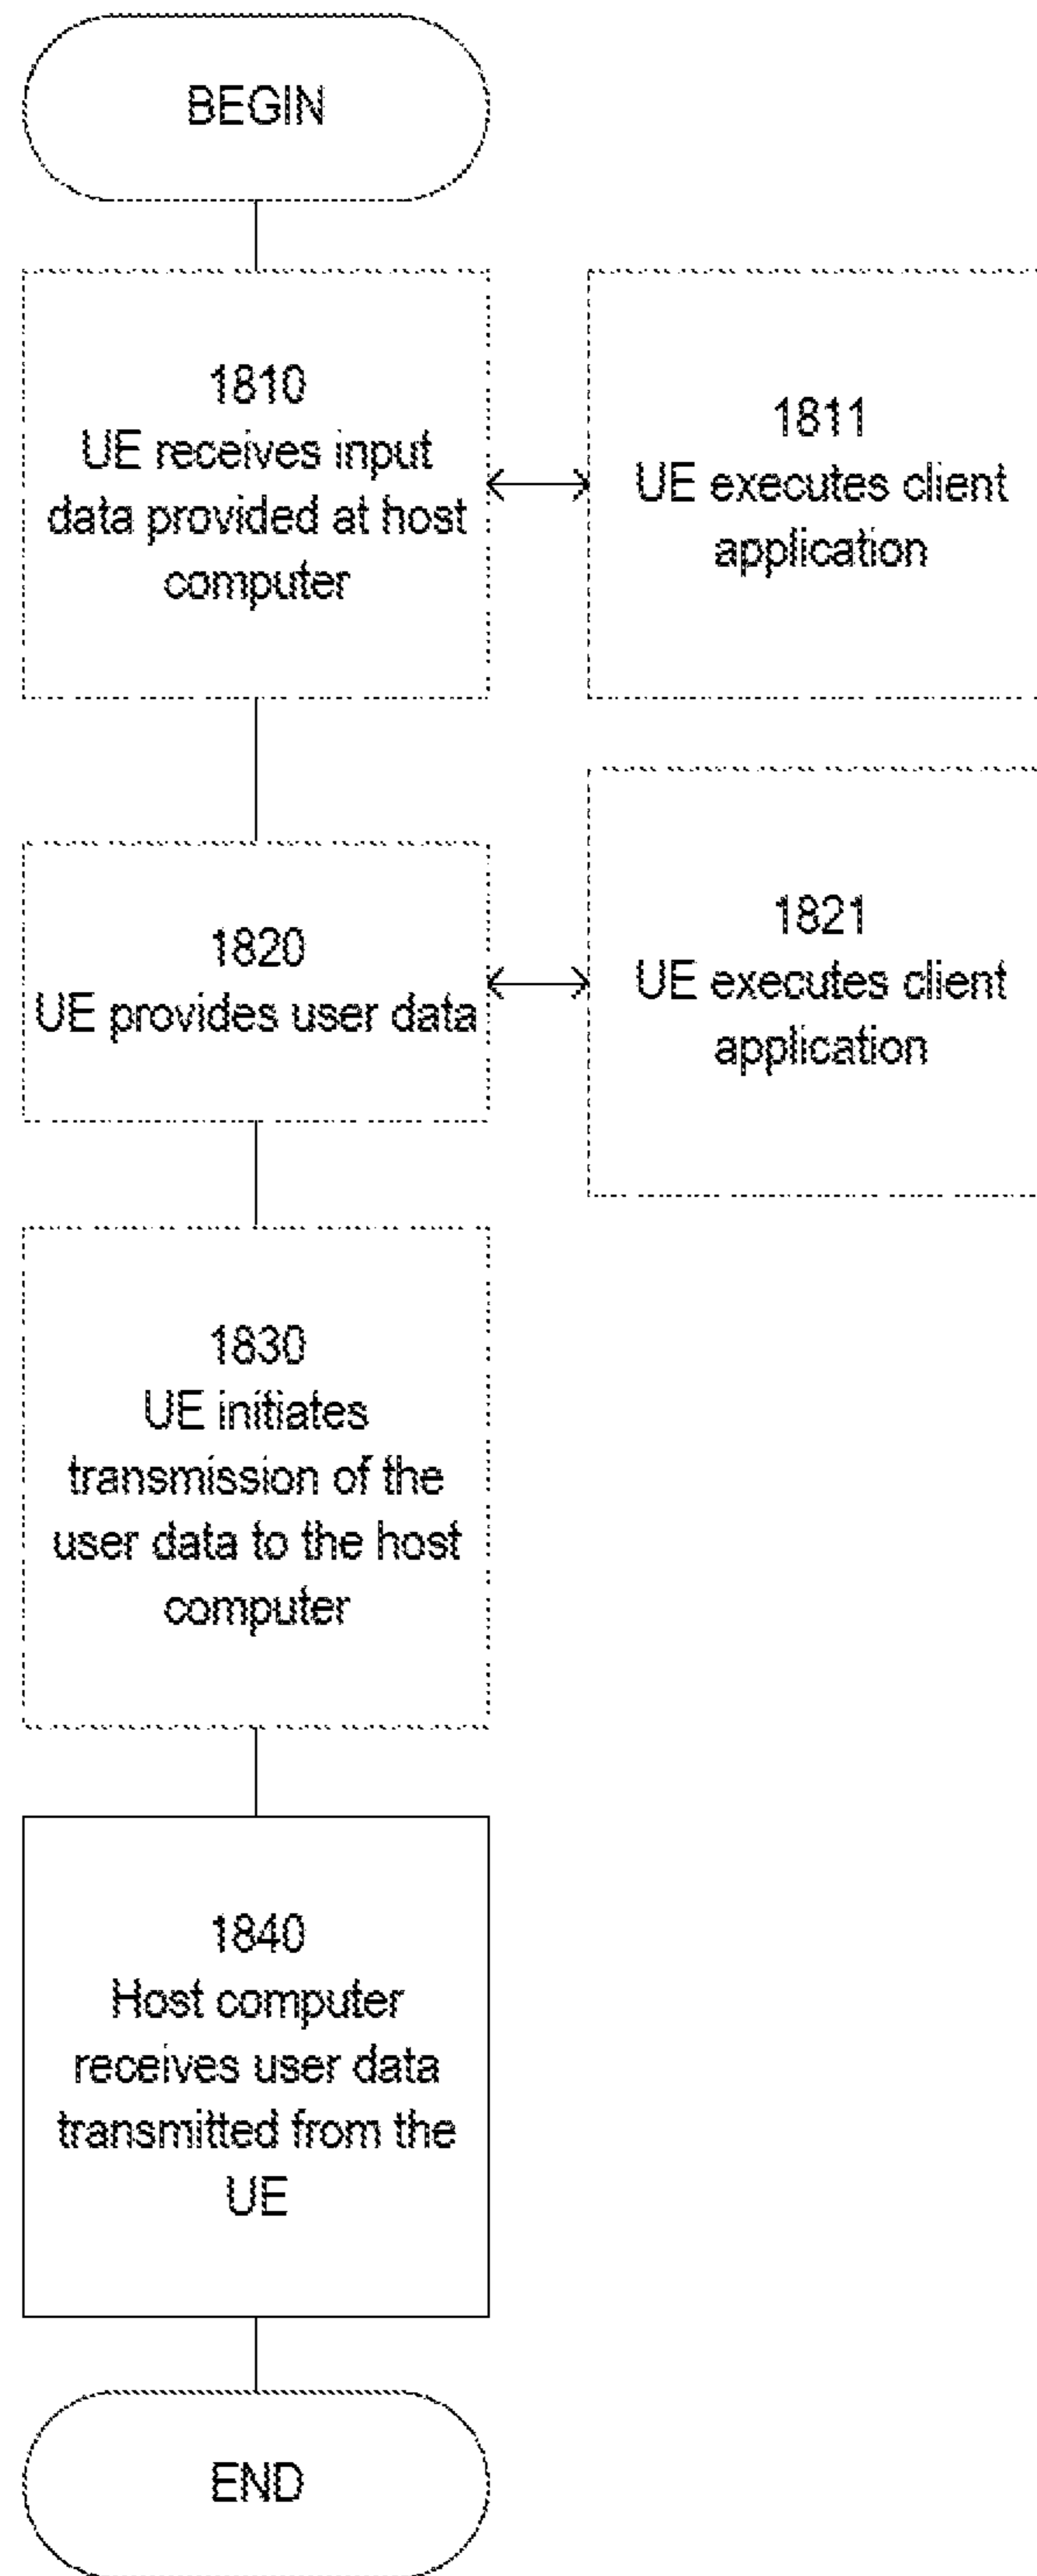 BEGIN
1810
UE receives input
data provided at host
computer
1811
UE executes client
application
1820
UE provides user data
1821
UE executes client
application
1830
UE initiates
transmission of the
user data to the host
computer
1840
Host computer
receives user data
transmitted from the
UE
END